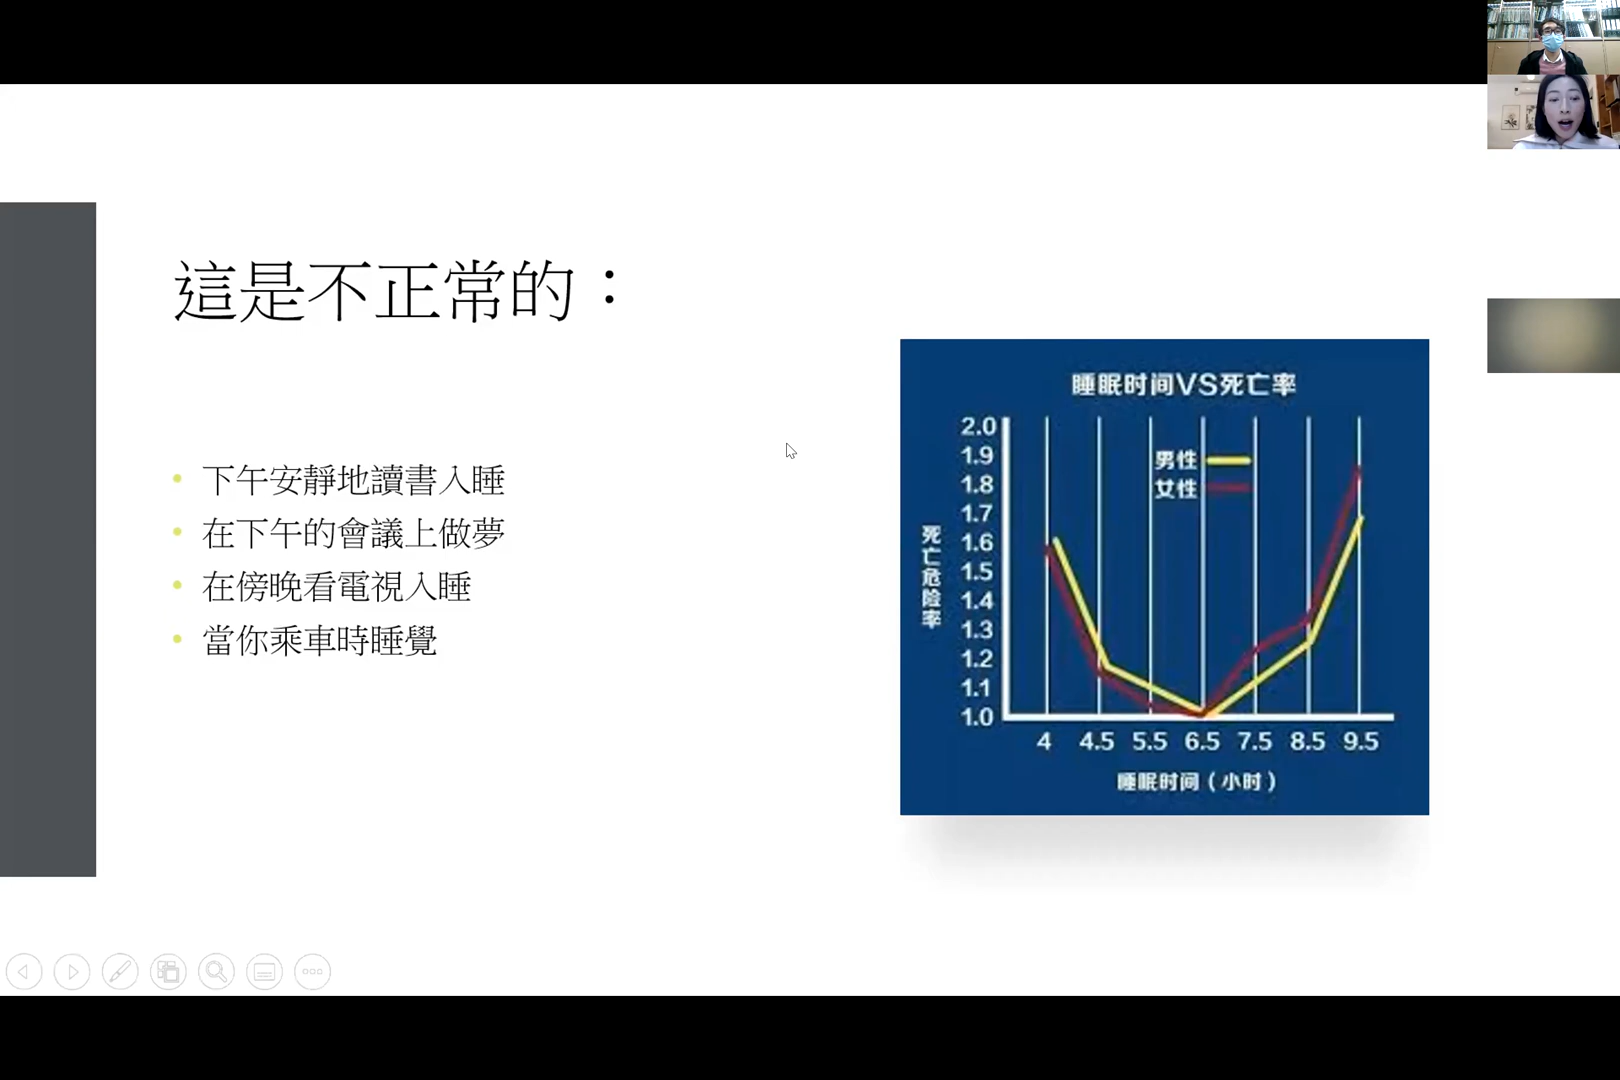 這是不正常的：
• 下午安靜地讀書入睡
• 在下午的會議上做夢
• 在傍晚看電視入睡
• 當你乘車時睡覺
睡眠时间VS死亡率
2.0
1.9
1.8
1.7
1.6
1.5
1.4
1.3
1.2
1.1
1.0
男性
女性
死亡危险率
4 4.5 5.5 6.5 7.5 8.5 9.5
睡眠时间（小时）